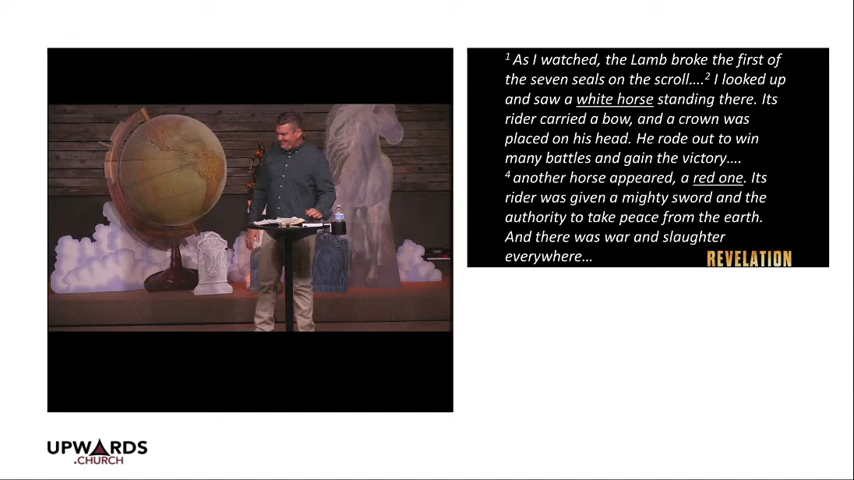 ¹ As I watched, the Lamb broke the first of
the seven seals on the scroll.... ² I looked up
and saw a white horse standing there. Its
rider carried a bow, and a crown was
placed on his head. He rode out to win
many battles and gain the victory....
⁴ another horse appeared, a red one. Its
rider was given a mighty sword and the
authority to take peace from the earth.
And there was war and slaughter
everywhere...
REVELATION
UPWARDS
.CHURCH